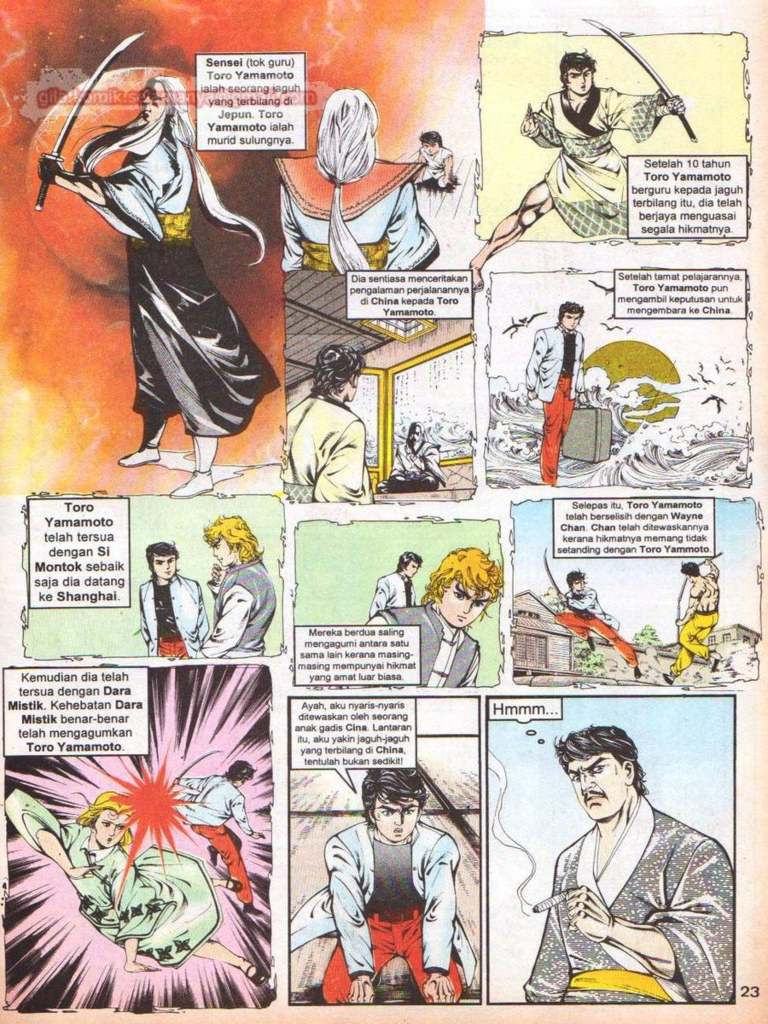 Sensei (tok guru)
Toro Yamamoto
ialah seorang jaguh
yang terbilang di
Jepun. Toro
Yamamoto ialah
murid sulungnya.
Setelah 10 tahun
Toro Yamamoto
berguru kepada jaguh
terbilang itu, dia telah
berjaya menguasai
segala hikmatnya.
Dia sentiasa menceritakan
pengalaman perjalanannya
di China kepada Toro
Yamamoto.
Setelah tamat pelajarannya,
Toro Yamamoto pun
mengambil keputusan untuk
mengembara ke China.
Toro
Yamamoto
telah tersua
dengan Si
Montok sebaik
saja dia datang
ke Shanghai.
Mereka berdua saling
mengagumi antara satu
sama lain kerana masing-
masing mempunyai hikmat
yang amat luar biasa.
Selepas itu, Toro Yamamoto
telah berselisih dengan Wayne
Chan. Chan telah ditewaskannya
kerana hikmatnya memang tidak
setanding dengan Toro Yammoto.
Kemudian dia telah
tersua dengan Dara
Mistik. Kehebatan Dara
Mistik benar-benar
telah mengagumkan
Toro Yamamoto.
Ayah, aku nyaris-nyaris
ditewaskan oleh seorang
anak gadis Cina. Lantaran
itu, aku yakin jaguh-jaguh
yang terbilang di China,
tentulah bukan sedikit!
Hmmm...
23